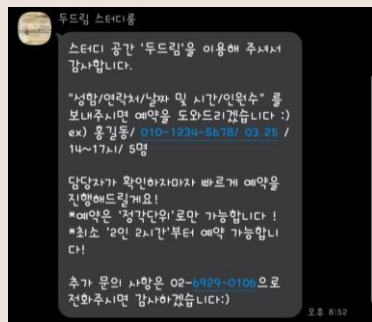 두드림 스터디룸
스터디 공간 '두드림'을 이용해 주셔서
감사합니다.
"성함/연락처/날짜 및 시간/인원수" 를
보내주시면 예약을 도와드리겠습니다 :)
ex) 홍길동/ 010-1234-5678/ 03.25 /
14~17시/ 5명
담당자가 확인하자마자 빠르게 예약을
진행해드릴게요!
*예약은 '정각단위'로만 가능합니다 !
*최소 '2인 2시간'부터 예약 가능합니
다!
추가 문의 사항은 02-6929-0106으로
전화주시면 감사하겠습니다:)
오후 8:52